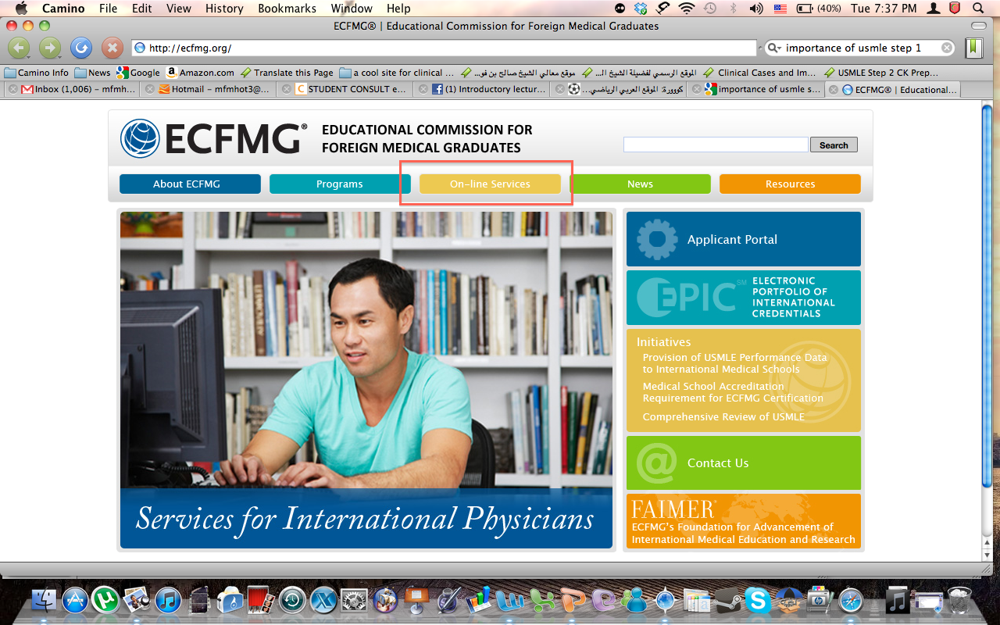 Camino File Edit View History Bookmarks Window Help (40%) Tue 7:37 PM
ECFMG® | Educational Commission for Foreign Medical Graduates
http://ecfmg.org/ importance of usmle step 1
Camino Info News Google Amazon.com Translate this Page a cool site for clinical ... موقع معالي الشيخ صالح بن فو... الموقع الرسمي لفضيلة الشيخ الـ... Clinical Cases and Im... USMLE Step 2 CK Prep...
Inbox (1,006) – mfmh... Hotmail - mfmhot3@... STUDENT CONSULT e... (1) Introductory lectur... كووورة: الموقع العربي الرياضي... importance of usmle s... ECFMG® | Educational...
ECFMG®
EDUCATIONAL COMMISSION FOR
FOREIGN MEDICAL GRADUATES
Search
About ECFMG Programs On-line Services News Resources
Services for International Physicians
Applicant Portal
EPIC SM
ELECTRONIC
PORTFOLIO OF
INTERNATIONAL
CREDENTIALS
Initiatives
Provision of USMLE Performance Data
to International Medical Schools
Medical School Accreditation
Requirement for ECFMG Certification
Comprehensive Review of USMLE
@
Contact Us
FAIMER®
ECFMG's Foundation for Advancement of
International Medical Education and Research